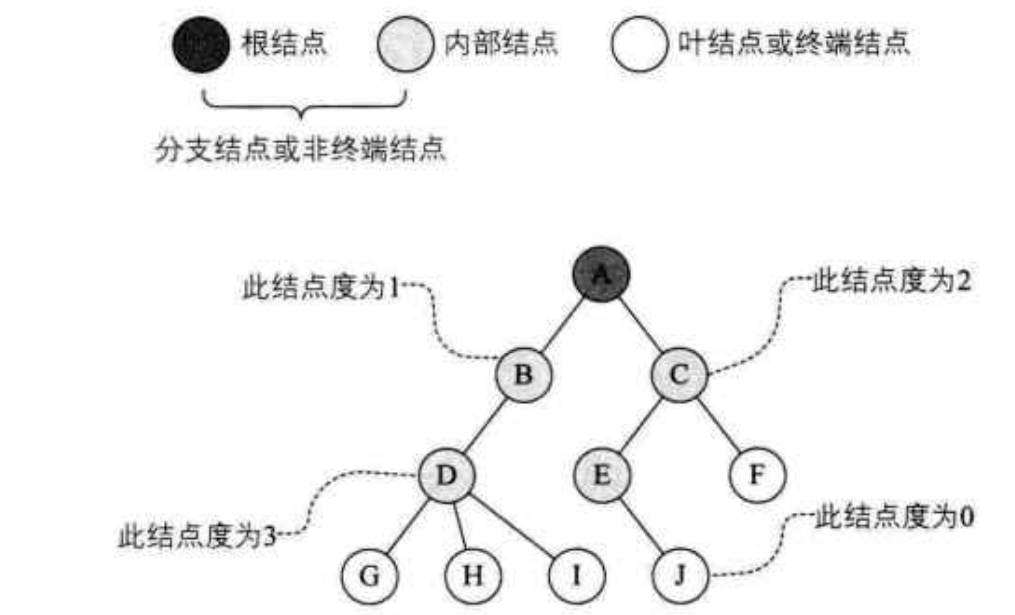 根结点 内部结点 叶结点或终端结点
分支结点或非终端结点
A
此结点度为1 此结点度为2
B C
D E F
此结点度为3 此结点度为0
G H I J